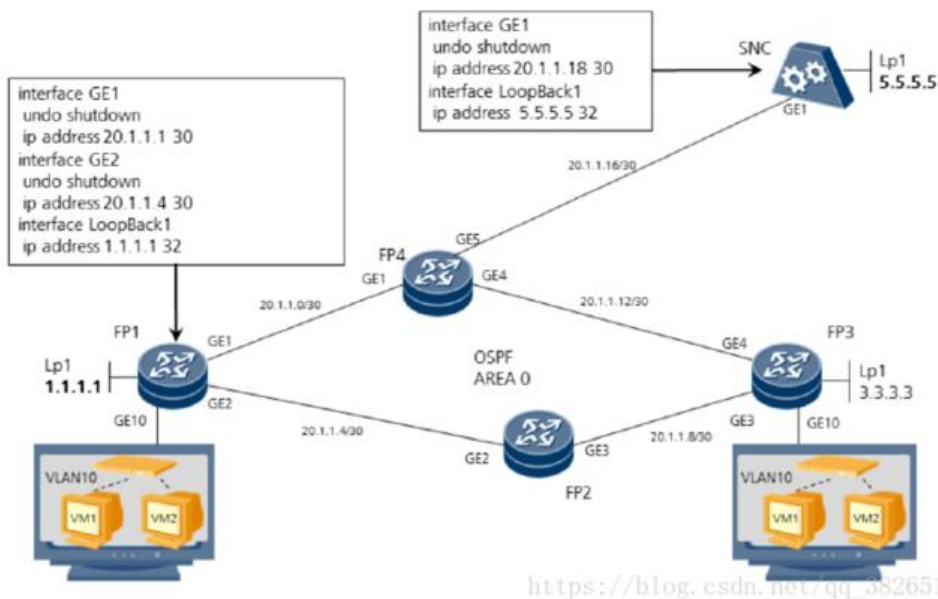 interface GE1
undo shutdown
ip address 20.1.1.18 30
interface LoopBack1
ip address 5.5.5.5 32
SNC
Lp1
5.5.5.5
GE1
interface GE1
undo shutdown
ip address 20.1.1.1 30
interface GE2
undo shutdown
ip address 20.1.1.4 30
interface LoopBack1
ip address 1.1.1.1 32
20.1.1.16/30
FP4
GE5
GE1
GE4
20.1.1.0/30
20.1.1.12/30
FP1
GE1
OSPF
AREA 0
GE4
FP3
Lp1
1.1.1.1
Lp1
3.3.3.3
GE2
GE10
20.1.1.4/30
GE2
GE3
20.1.1.8/30
GE3
GE10
FP2
VLAN10
VM1
VM2
VLAN10
VM1
VM2
https://blog.csdn.net/qq_38265